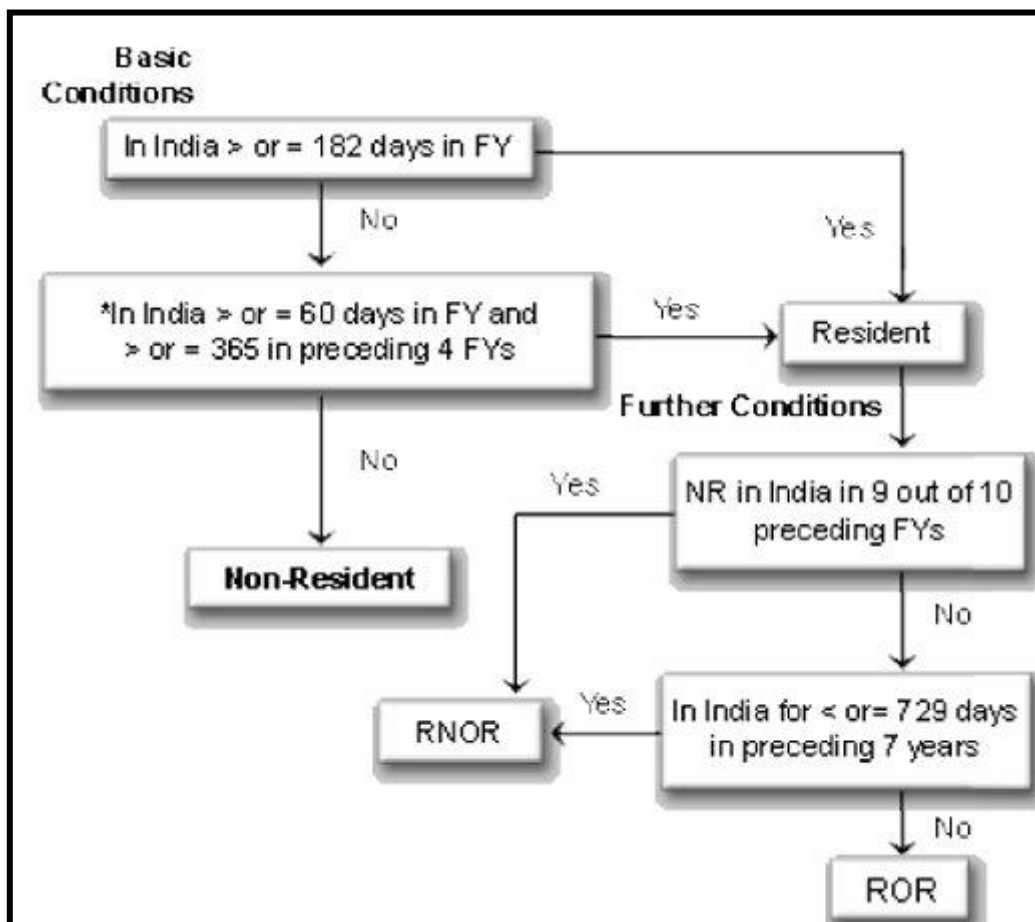 Basic
Conditions
In India > or = 182 days in FY
No
Yes
*In India > or = 60 days in FY and
> or = 365 in preceding 4 FYs
Yes
Resident
Further Conditions
No
Yes
NR in India in 9 out of 10
preceding FYs
Non-Resident
No
RNOR
Yes
In India for < or= 729 days
in preceding 7 years
No
ROR